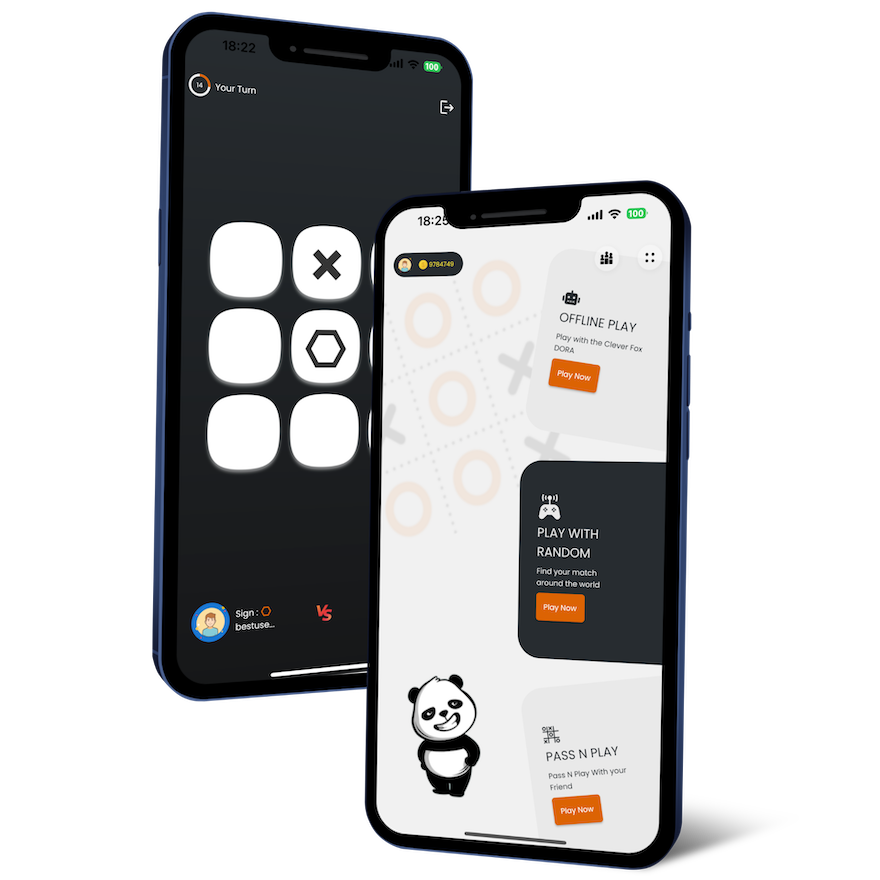 18:22
100
14
Your Turn
Sign :
bestuse...
VS
18:25
100
9784749
OFFLINE PLAY
Play with the Clever Fox
DORA
Play Now
PLAY WITH
RANDOM
Find your match
around the world
Play Now
PASS N PLAY
Pass N Play With your
Friend
Play Now